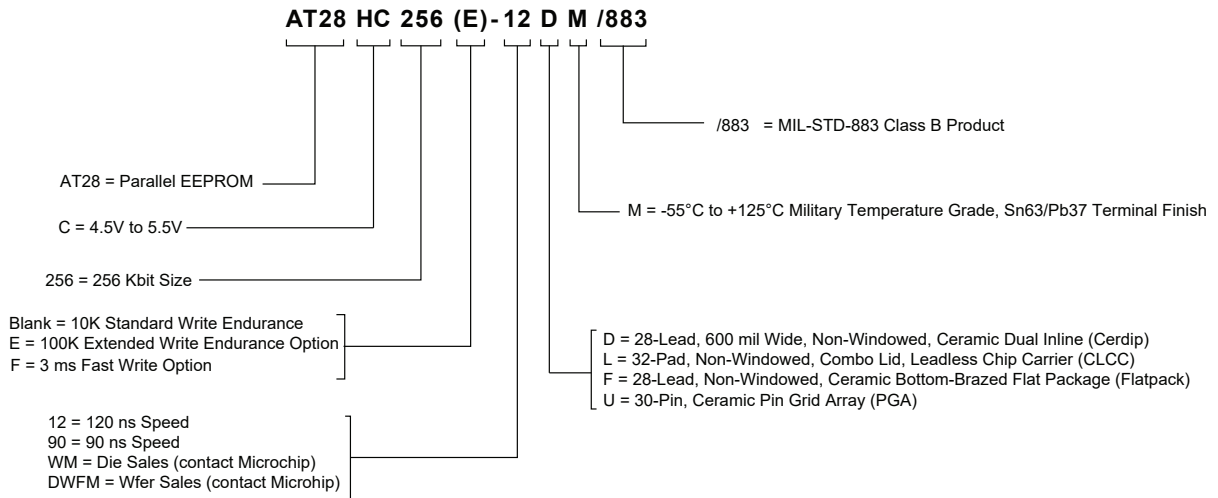 AT28 HC 256 (E)-12 D M /883
/883 = MIL-STD-883 Class B Product
AT28 = Parallel EEPROM
M = -55°C to +125°C Military Temperature Grade, Sn63/Pb37 Terminal Finish
C = 4.5V to 5.5V
256 = 256 Kbit Size
Blank = 10K Standard Write Endurance
E = 100K Extended Write Endurance Option
F = 3 ms Fast Write Option
D = 28-Lead, 600 mil Wide, Non-Windowed, Ceramic Dual Inline (Cerdip)
L = 32-Pad, Non-Windowed, Combo Lid, Leadless Chip Carrier (CLCC)
F = 28-Lead, Non-Windowed, Ceramic Bottom-Brazed Flat Package (Flatpack)
U = 30-Pin, Ceramic Pin Grid Array (PGA)
12 = 120 ns Speed
90 = 90 ns Speed
WM = Die Sales (contact Microchip)
DWFM = Wfer Sales (contact Microhip)